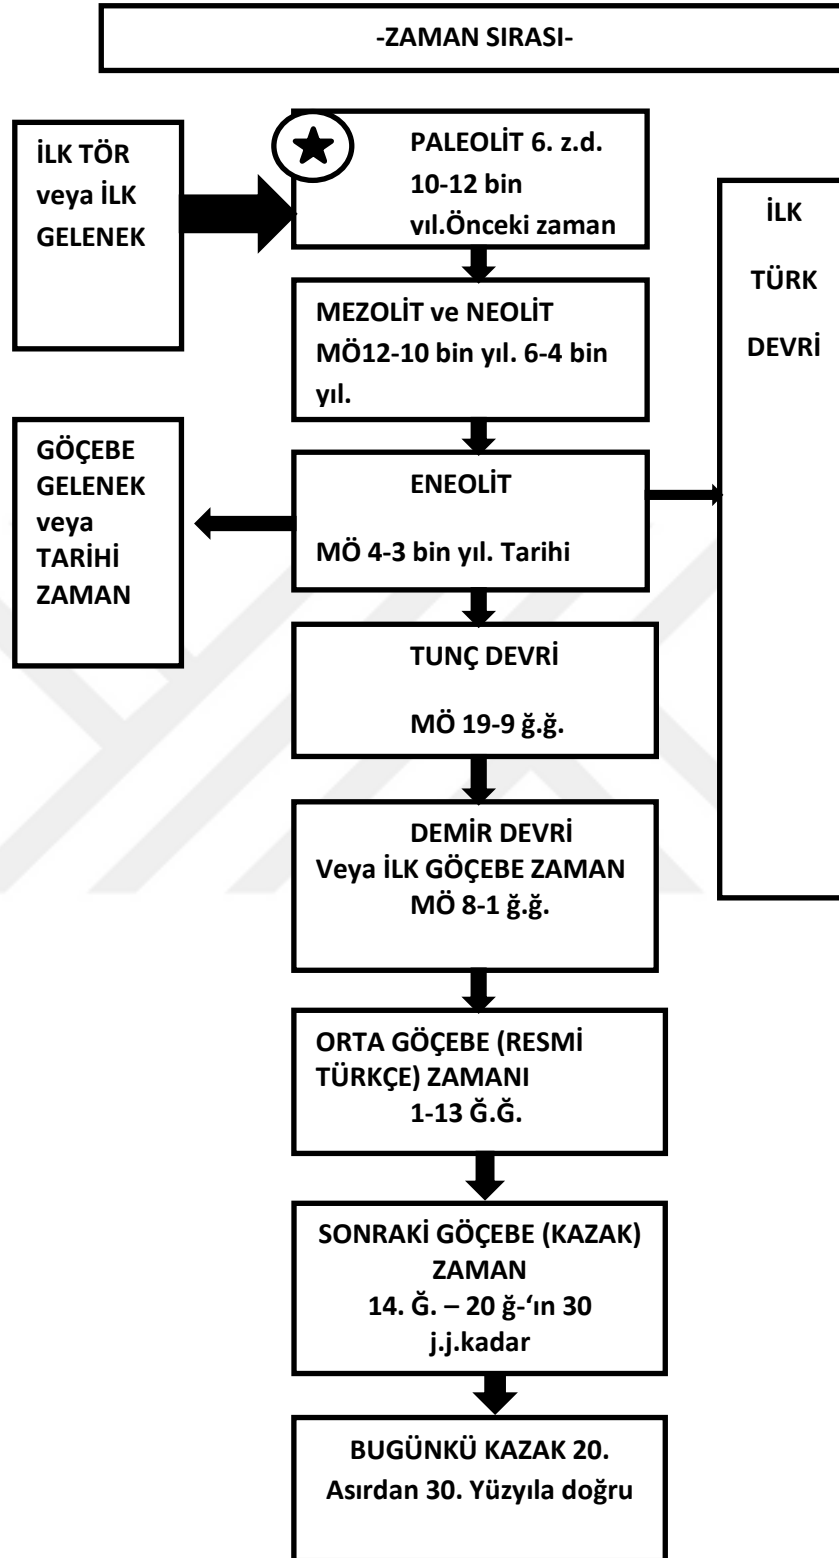 -ZAMAN SIRASI-
İLK TÖR
veya İLK
GELENEK
PALEOLİT 6. z.d.
10-12 bin
vıl.Önceki zaman
İLK
TÜRK
DEVRİ
MEZOLİT ve NEOLİT
MÖ12-10 bin yıl. 6-4 bin
yıl.
GÖÇEBE
GELENEK
veya
TARİHİ
ZAMAN
ENEOLİT
MÖ 4-3 bin yıl. Tarihi
TUNÇ DEVRİ
MÖ 19-9 ğ.ğ.
DEMİR DEVRİ
Veya İLK GÖÇEBE ZAMAN
MÖ 8-1 ğ.ğ.
ORTA GÖÇEBE (RESMİ
TÜRKÇE) ZAMANI
1-13 Ğ.Ğ.
SONRAKİ GÖÇEBE (KAZAK)
ZAMAN
14. Ğ. – 20 ğ-‘ın 30
j.j.kadar
BUGÜNKÜ KAZAK 20.
Asırdan 30. Yüzyıla doğru